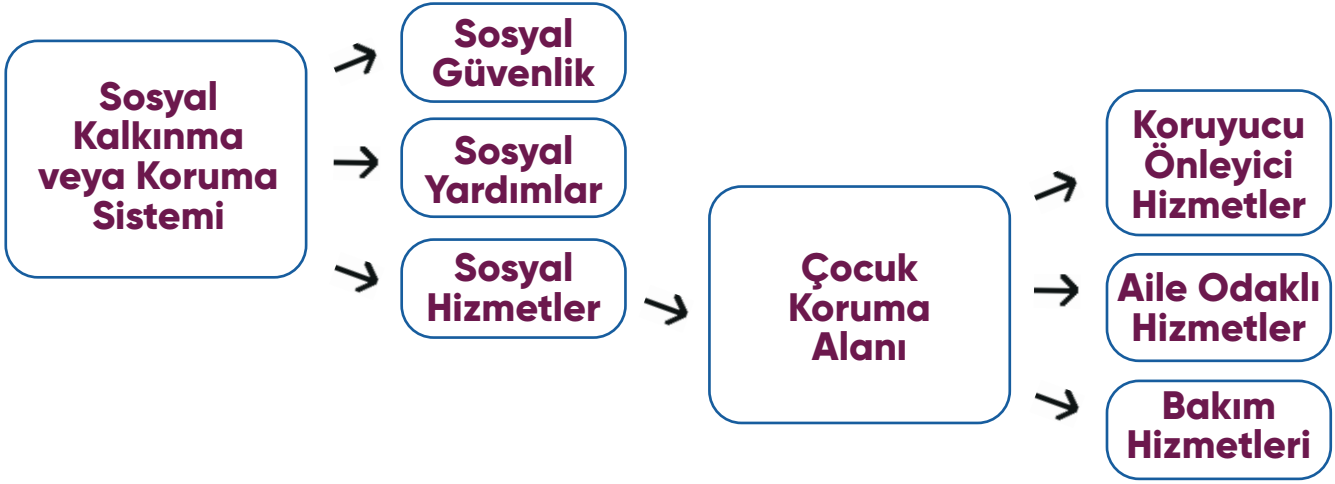 Sosyal
Kalkınma
veya Koruma
Sistemi
Sosyal
Güvenlik
Sosyal
Yardımlar
Sosyal
Hizmetler
Çocuk
Koruma
Alanı
Koruyucu
Önleyici
Hizmetler
Aile Odaklı
Hizmetler
Bakım
Hizmetleri